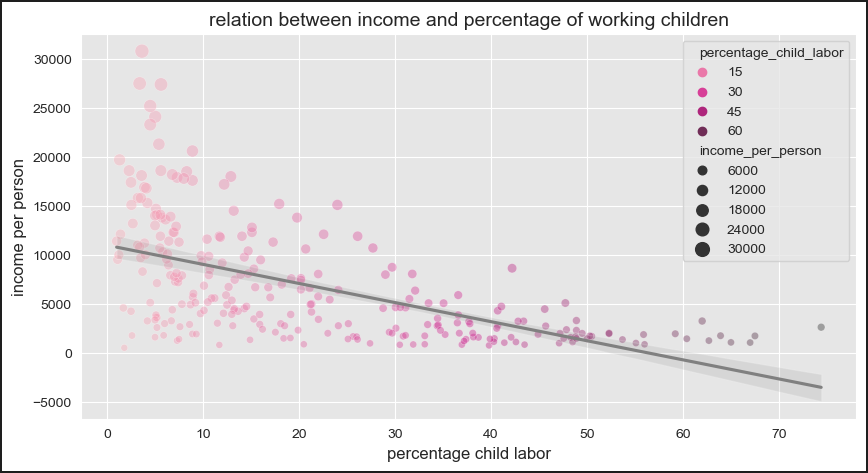 relation between income and percentage of working children
percentage_child_labor
15
30
45
60
income_per_person
6000
12000
18000
24000
30000
income per person
30000
25000
20000
15000
10000
5000
0
−5000
0 10 20 30 40 50 60 70
percentage child labor